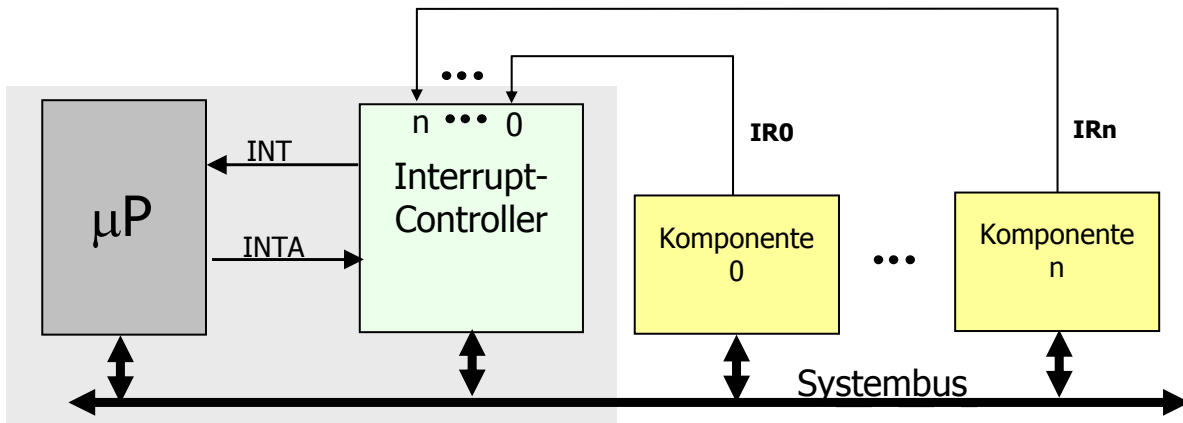 n ••• 0
INT
IR0
IRn
Interrupt-
Controller
µP
INTA
Komponente
0
•••
Komponente
n
Systembus